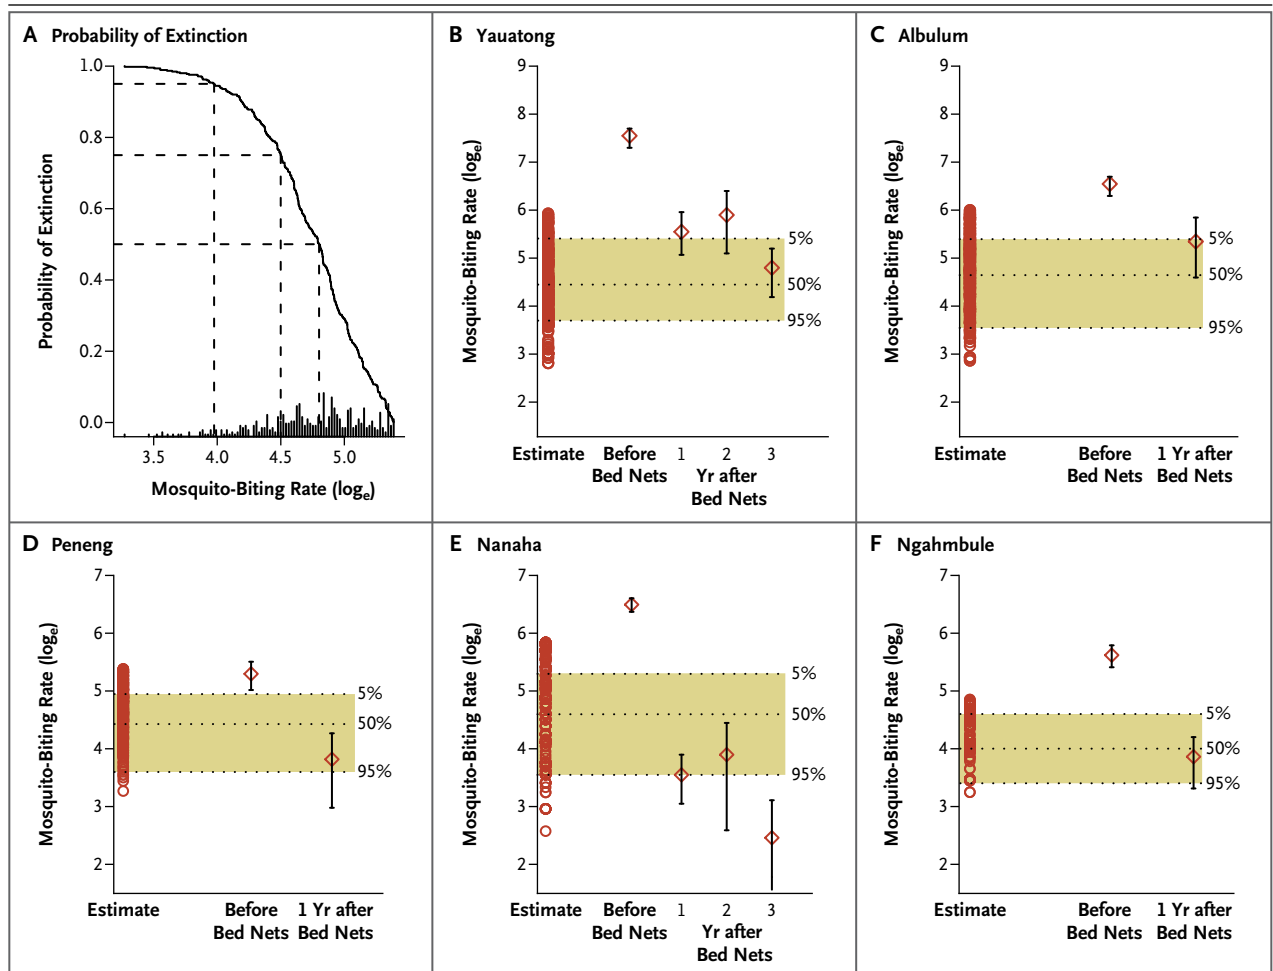 A Probability of Extinction
Probability of Extinction
1.0
0.8
0.6
0.4
0.2
0.0
3.5 4.0 4.5 5.0
Mosquito-Biting Rate (loge)
B Yauatong
Mosquito-Biting Rate (loge)
9
8
7
6
5
4
3
2
5%
50%
95%
Estimate Before 1 2 3
Bed Nets Yr after
Bed Nets
C Albulum
Mosquito-Biting Rate (loge)
9
8
7
6
5
4
3
2
5%
50%
95%
Estimate Before 1 Yr after
Bed Nets Bed Nets
D Peneng
Mosquito-Biting Rate (loge)
7
6
5
4
3
2
5%
50%
95%
Estimate Before 1 Yr after
Bed Nets Bed Nets
E Nanaha
Mosquito-Biting Rate (loge)
7
6
5
4
3
2
5%
50%
95%
Estimate Before 1 2 3
Bed Nets Yr after
Bed Nets
F Ngahmbule
Mosquito-Biting Rate (loge)
7
6
5
4
3
2
5%
50%
95%
Estimate Before 1 Yr after
Bed Nets Bed Nets